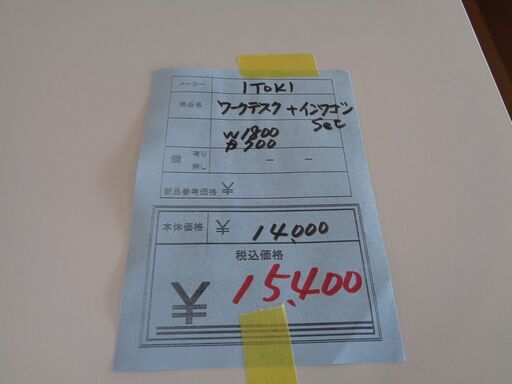 メーカー ITOKI
商品名 ワークデスク+インワゴン
set
W1800
D700
鍵 有り 無し - -
新品参考価格 ¥
本体価格 ¥ 14,000
税込価格
¥ 15,400